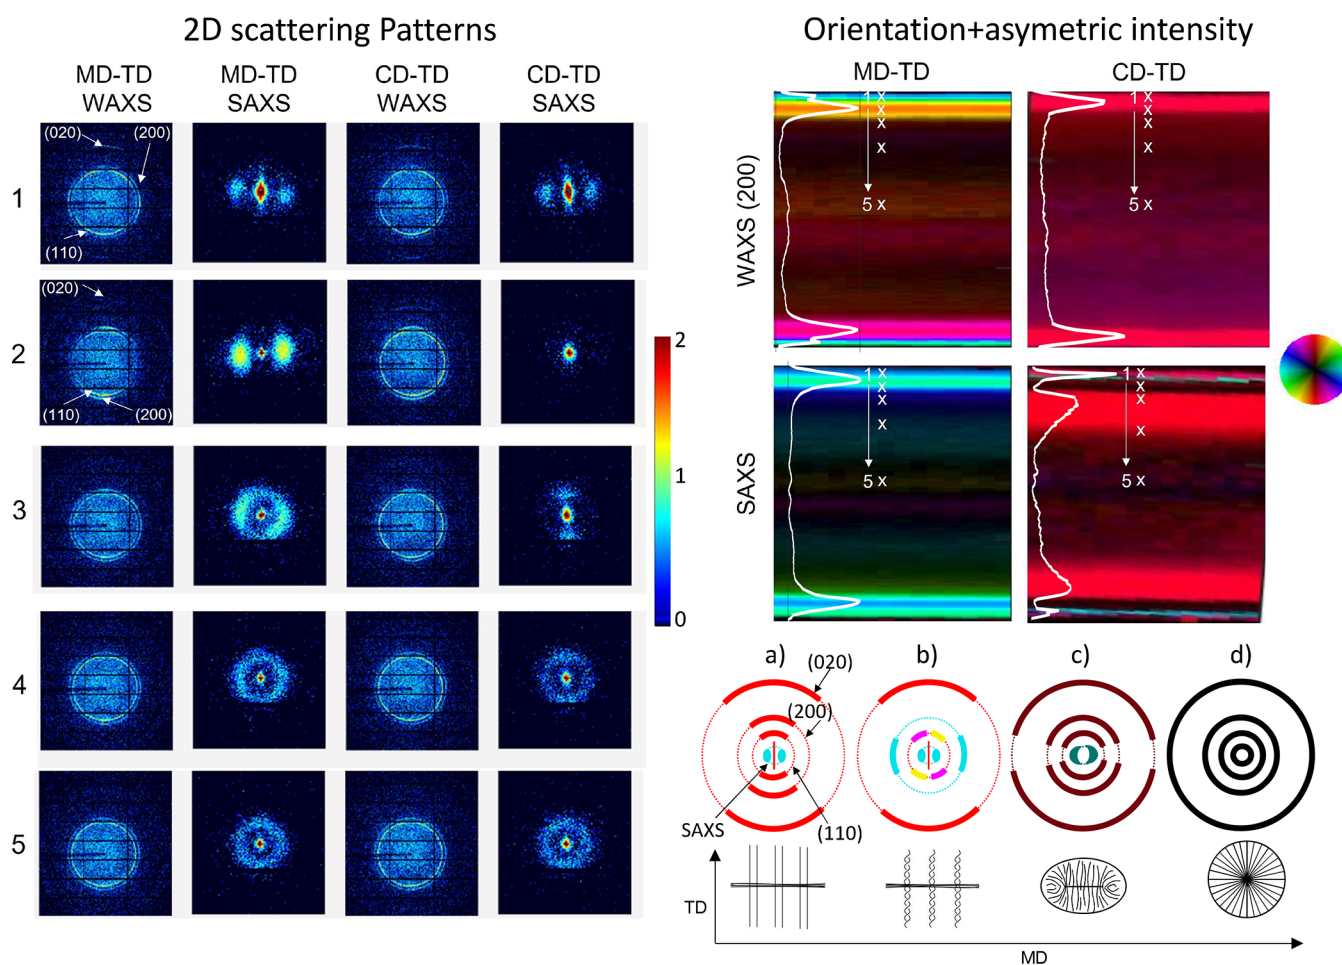 2D scattering Patterns
MD-TD
WAXS
MD-TD
SAXS
CD-TD
WAXS
CD-TD
SAXS
1
(020)
(200)
(110)
2
(020)
(110)
(200)
3
4
5
2
1
0
Orientation+asymetric intensity
MD-TD
CD-TD
WAXS (200)
1 x
x
x
x
5 x
1 x
x
x
x
5 x
SAXS
1 x
x
x
x
5 x
1 x
x
x
x
5 x
a)
b)
c)
d)
(020)
(200)
SAXS
(110)
TD
MD